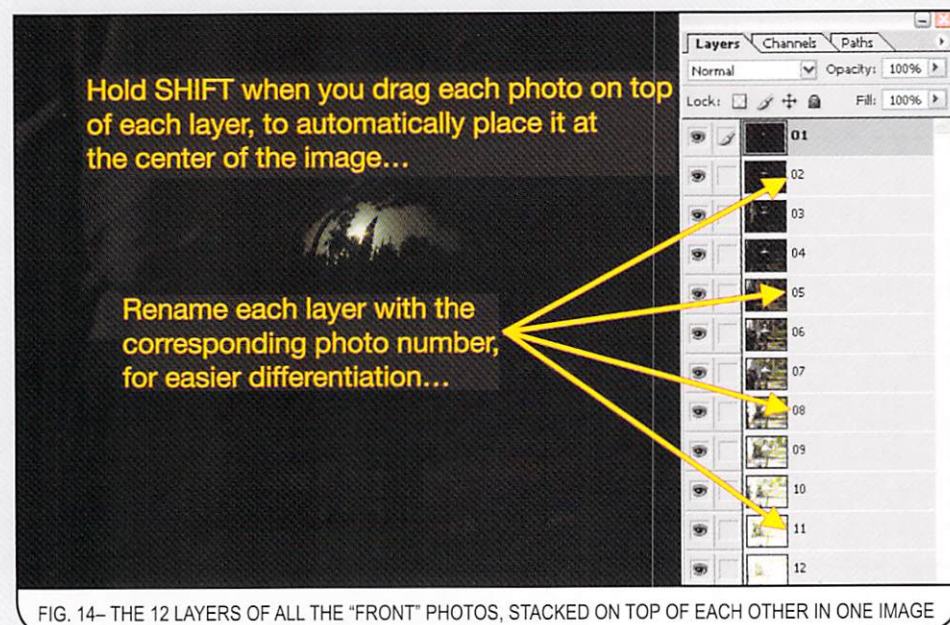 Layers Channels Paths
Normal Opacity: 100%
Lock: Fill: 100%
Hold SHIFT when you drag each photo on top
of each layer, to automatically place it at
the center of the image...
Rename each layer with the
corresponding photo number,
for easier differentiation...
01
02
03
04
05
06
07
08
09
10
11
12
FIG. 14– THE 12 LAYERS OF ALL THE “FRONT” PHOTOS, STACKED ON TOP OF EACH OTHER IN ONE IMAGE